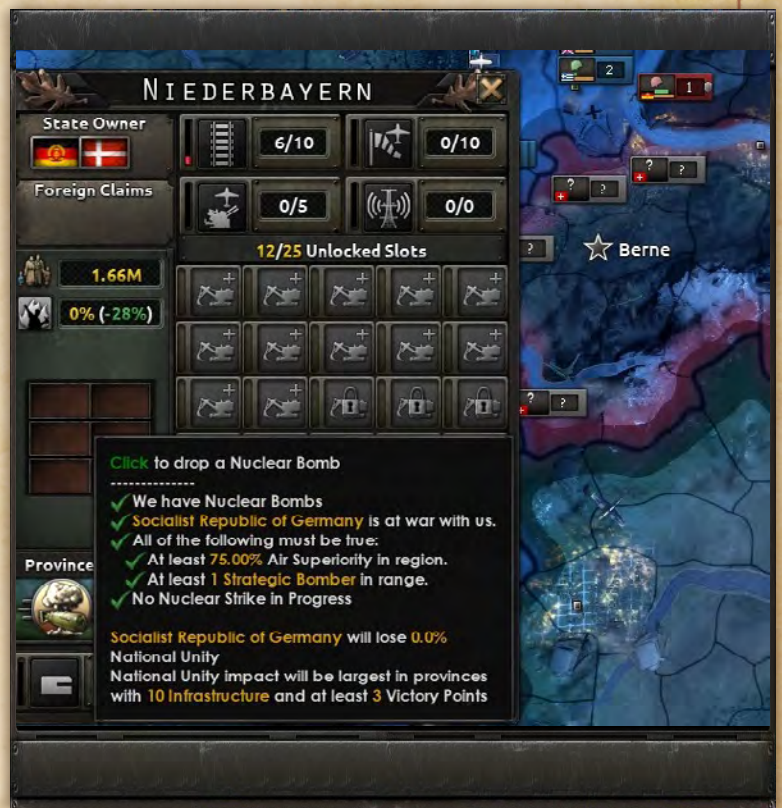 NIEDERBAYERN
State Owner
6/10
0/10
Foreign Claims
0/5
0/0
12/25 Unlocked Slots
1.66M
0% (-28%)
2
1
?
?
?
?
?
Berne
?
?
Click to drop a Nuclear Bomb
--------------
We have Nuclear Bombs
Socialist Republic of Germany is at war with us.
All of the following must be true:
At least 75.00% Air Superiority in region.
At least 1 Strategic Bomber in range.
No Nuclear Strike in Progress
Socialist Republic of Germany will lose 0.0%
National Unity
National Unity impact will be largest in provinces
with 10 Infrastructure and at least 3 Victory Points
Province